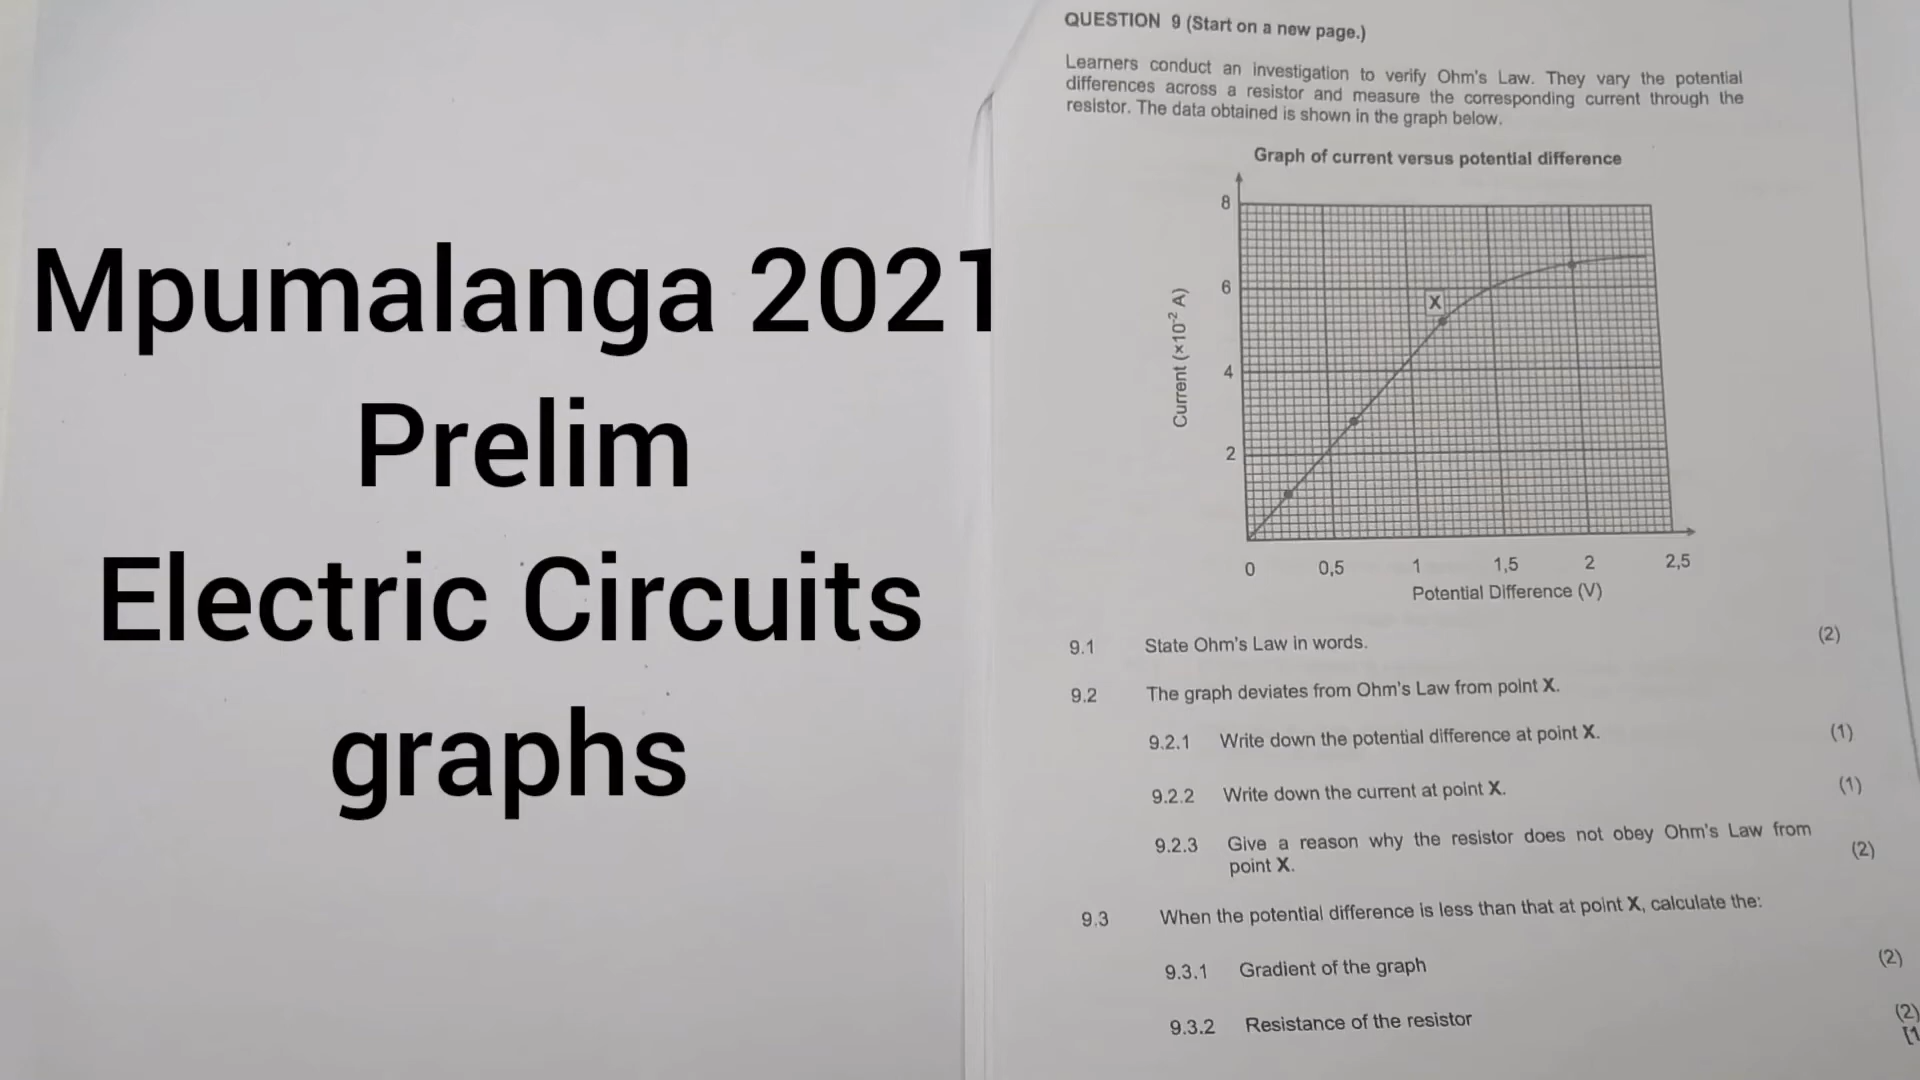 Mpumalanga 2021
Prelim
Electric Circuits
graphs
QUESTION 9 (Start on a new page.)
Learners conduct an investigation to verify Ohm's Law. They vary the potential
differences across a resistor and measure the corresponding current through the
resistor. The data obtained is shown in the graph below.
Graph of current versus potential difference
8
6
4
2
Current (×10⁻² A)
X
0 0,5 1 1,5 2 2,5
Potential Difference (V)
9.1 State Ohm's Law in words. (2)
9.2 The graph deviates from Ohm's Law from point X.
9.2.1 Write down the potential difference at point X. (1)
9.2.2 Write down the current at point X. (1)
9.2.3 Give a reason why the resistor does not obey Ohm's Law from
point X. (2)
9.3 When the potential difference is less than that at point X, calculate the:
9.3.1 Gradient of the graph (2)
9.3.2 Resistance of the resistor (2)